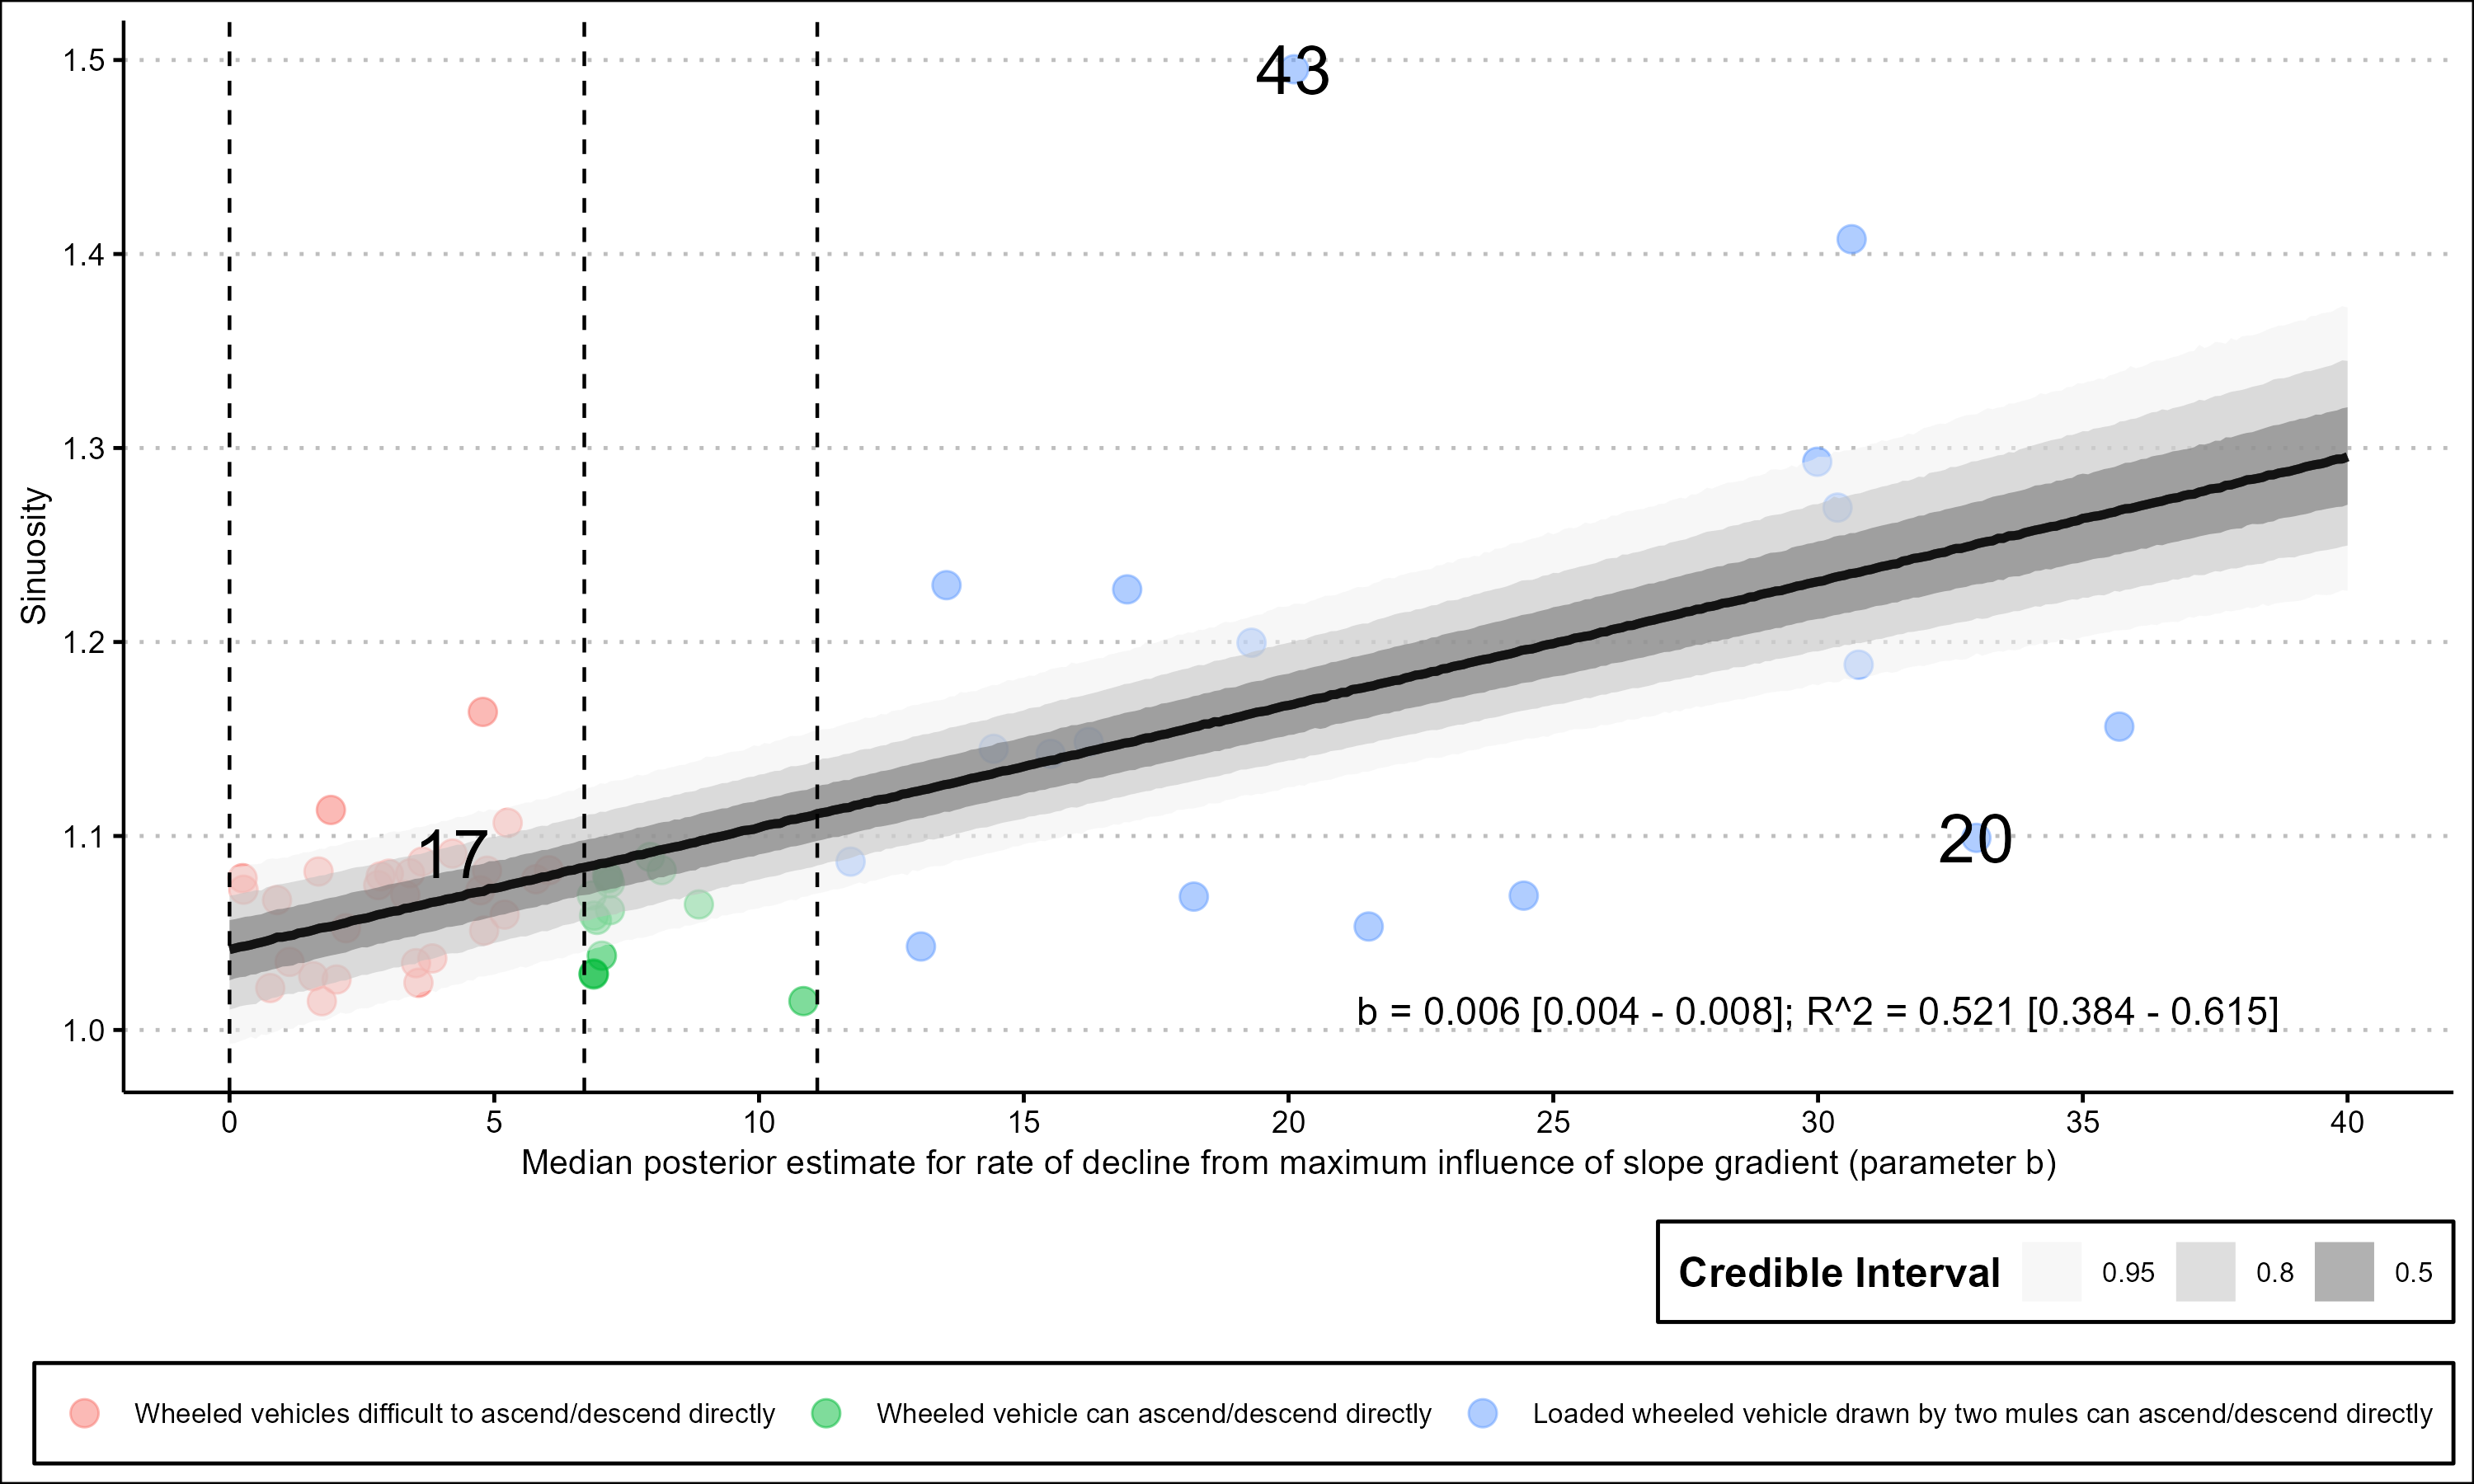 43
1.5
1.4
1.3
1.2
1.1
1.0
Sinuosity
17
20
b = 0.006 [0.004 - 0.008]; R^2 = 0.521 [0.384 - 0.615]
0 5 10 15 20 25 30 35 40
Median posterior estimate for rate of decline from maximum influence of slope gradient (parameter b)
Credible Interval 0.95 0.8 0.5
Wheeled vehicles difficult to ascend/descend directly Wheeled vehicle can ascend/descend directly Loaded wheeled vehicle drawn by two mules can ascend/descend directly